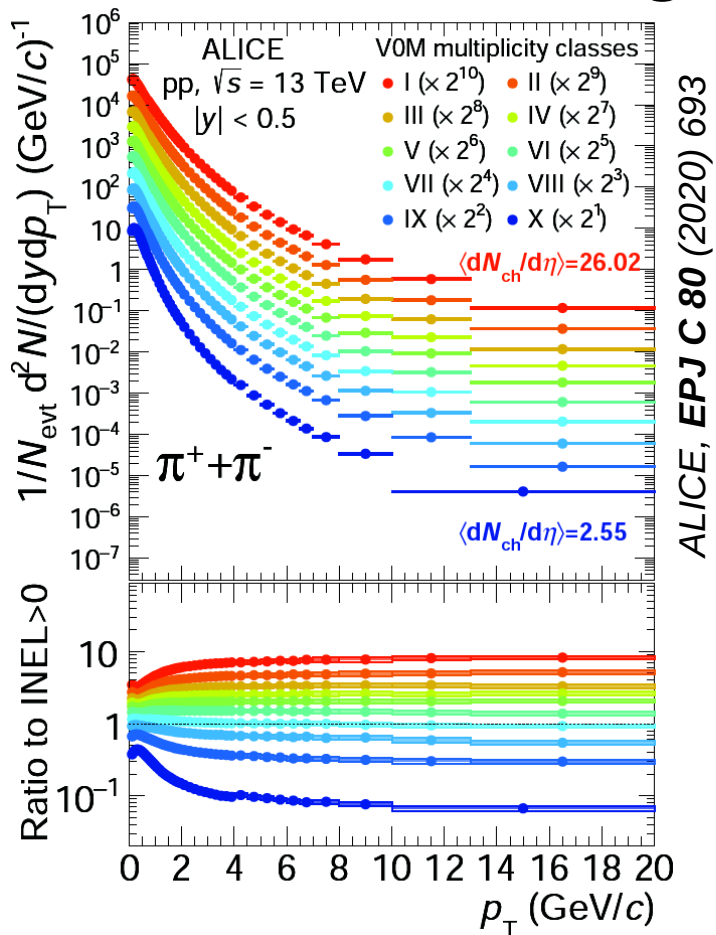 ALICE
pp, √s = 13 TeV
|y| < 0.5
V0M multiplicity classes
I (× 2¹⁰) II (× 2⁹)
III (× 2⁸) IV (× 2⁷)
V (× 2⁶) VI (× 2⁵)
VII (× 2⁴) VIII (× 2³)
IX (× 2²) X (× 2¹)
⟨dN_ch/dη⟩=26.02
π⁺+π⁻
⟨dN_ch/dη⟩=2.55
1/N_evt d²N/(dydp_T) (GeV/c)⁻¹
10⁶
10⁵
10⁴
10³
10²
10
1
10⁻¹
10⁻²
10⁻³
10⁻⁴
10⁻⁵
10⁻⁶
10⁻⁷
Ratio to INEL>0
10
1
10⁻¹
0 2 4 6 8 10 12 14 16 18 20
p_T (GeV/c)
ALICE, EPJ C 80 (2020) 693